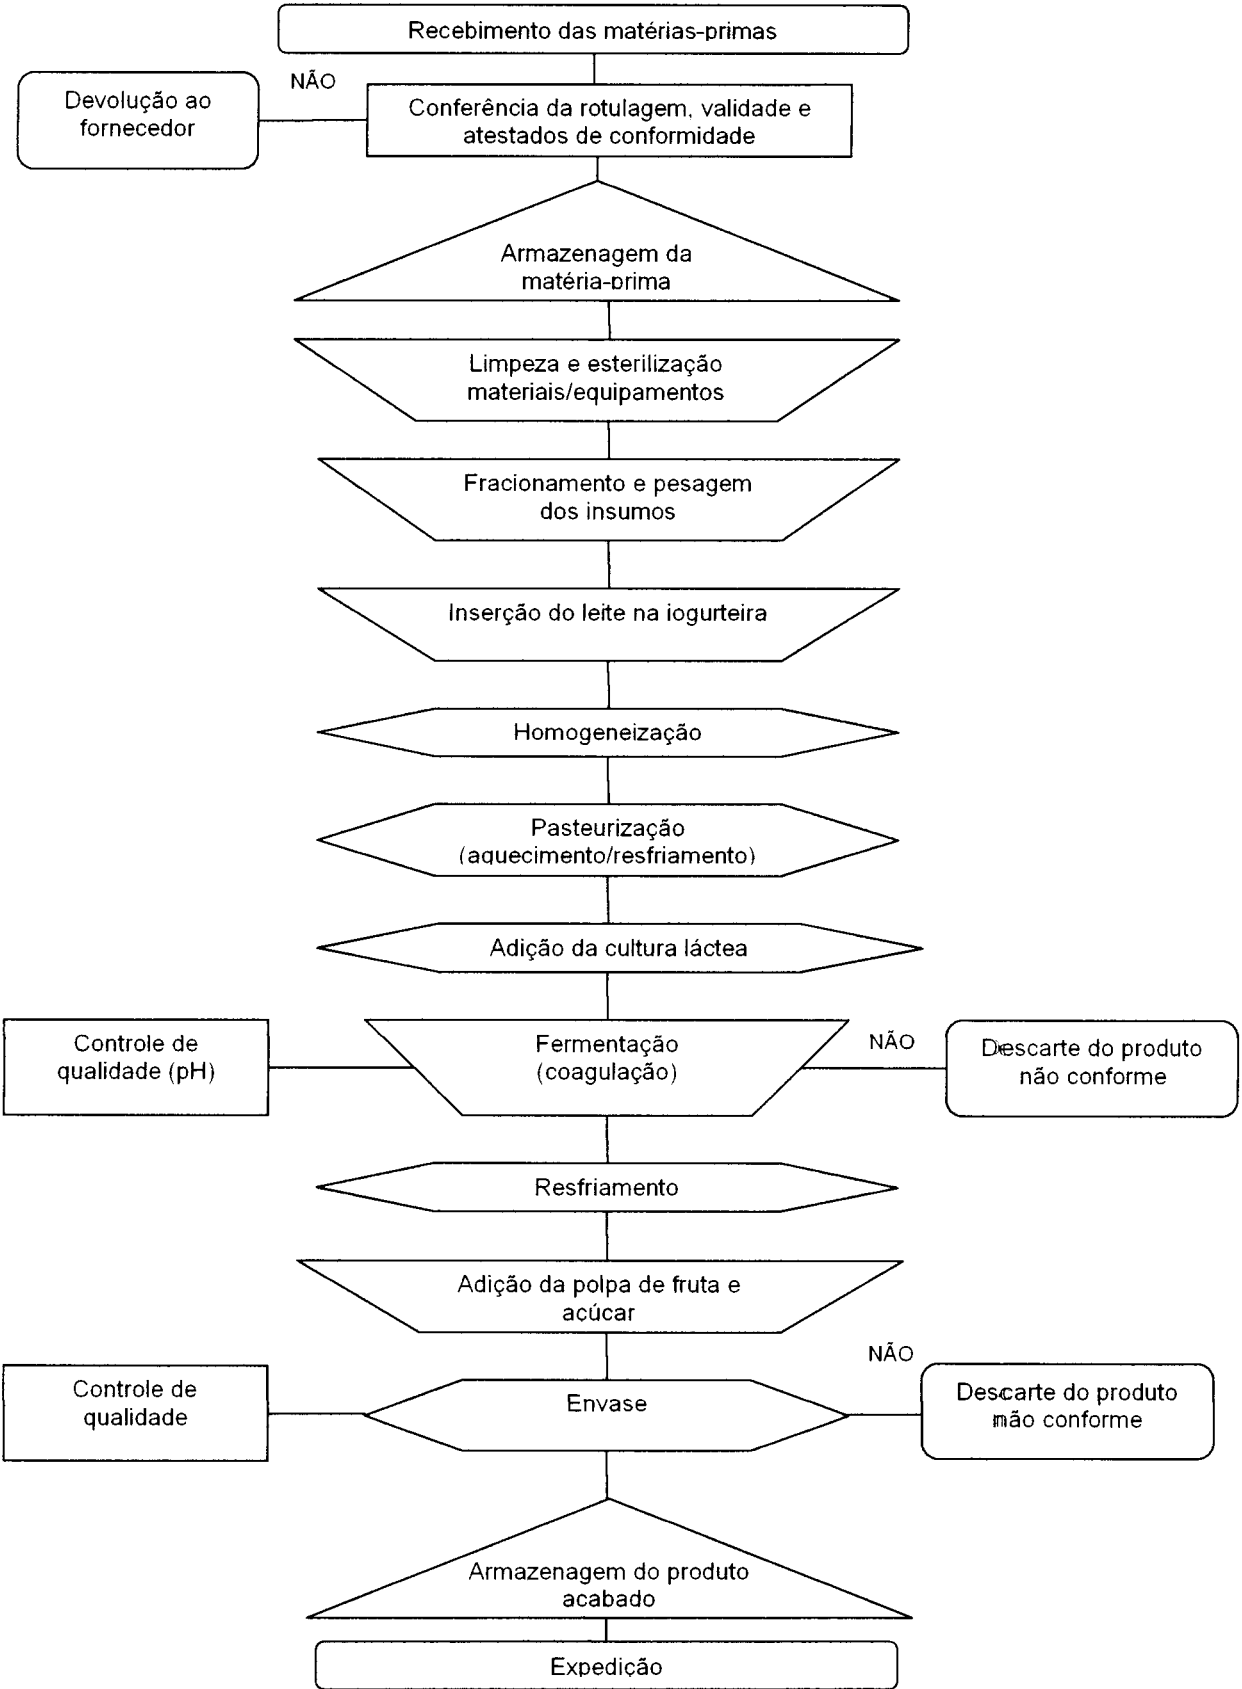 Recebimento das matérias-primas
NÃO
Devolução ao
fornecedor
Conferência da rotulagem, validade e
atestados de conformidade
Armazenagem da
matéria-prima
Limpeza e esterilização
materiais/equipamentos
Fracionamento e pesagem
dos insumos
Inserção do leite na iogurteira
Homogeneização
Pasteurização
(aquecimento/resfriamento)
Adição da cultura láctea
Controle de
qualidade (pH)
Fermentação
(coagulação)
NÃO
Descarte do produto
não conforme
Resfriamento
Adição da polpa de fruta e
açúcar
NÃO
Controle de
qualidade
Envase
Descarte do produto
não conforme
Armazenagem do produto
acabado
Expedição